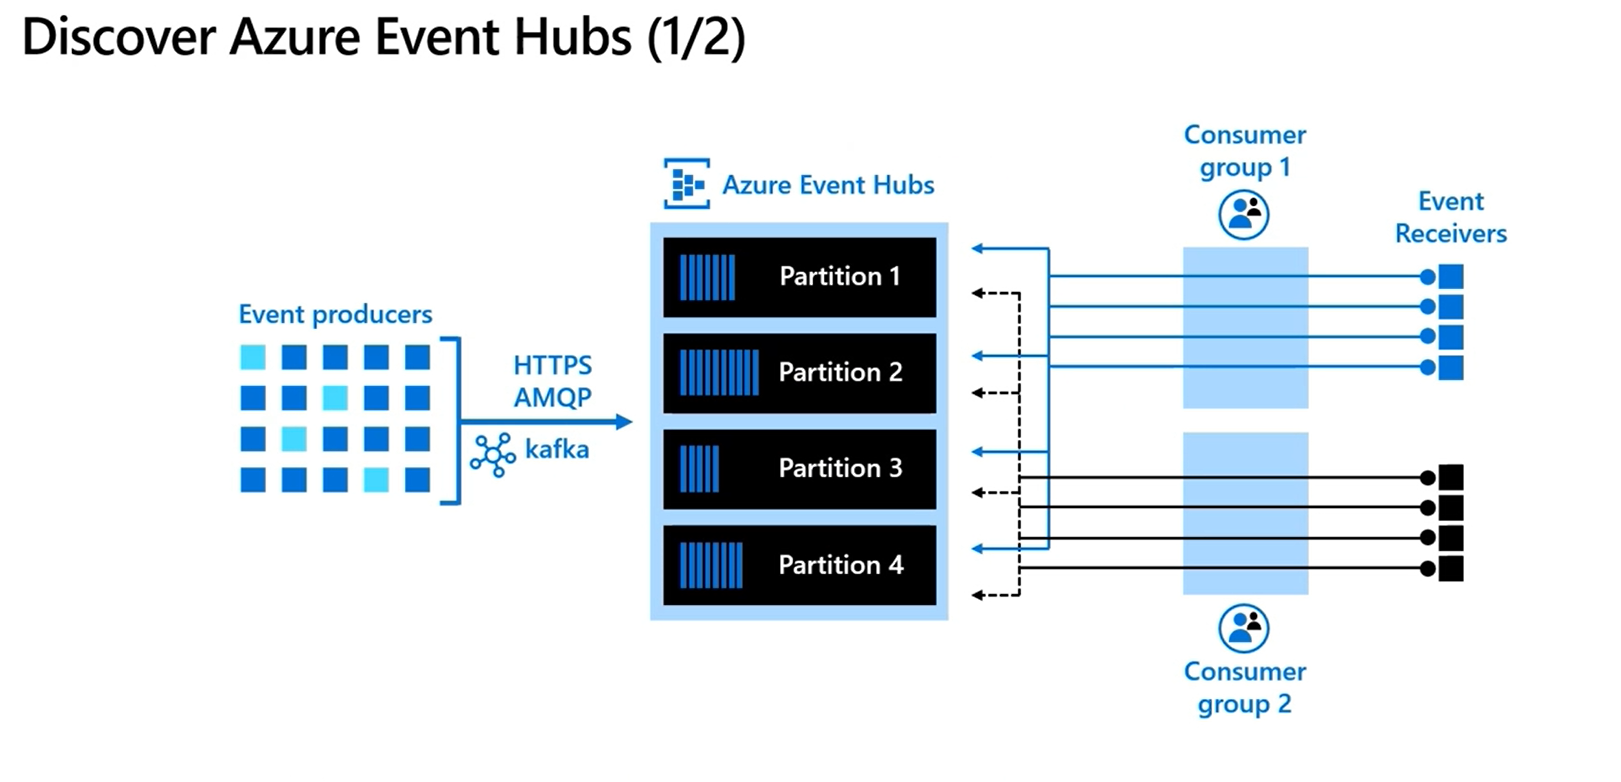 Discover Azure Event Hubs (1/2)
Event producers
HTTPS
AMQP
kafka
Azure Event Hubs
Partition 1
Partition 2
Partition 3
Partition 4
Consumer
group 1
Event
Receivers
Consumer
group 2